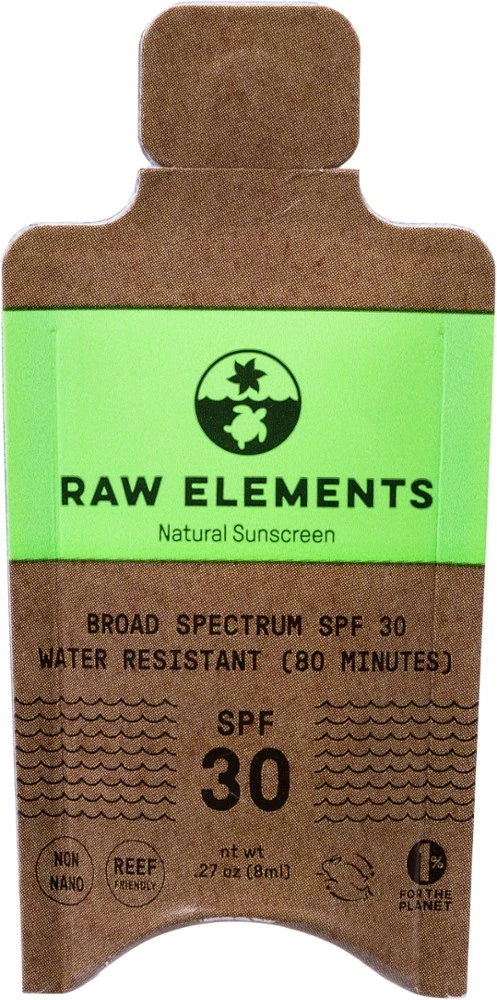 RAW ELEMENTS
Natural Sunscreen
BROAD SPECTRUM SPF 30
WATER RESISTANT (80 MINUTES)
SPF
30
NON
NANO
REEF
FRIENDLY
nt wt
.27 oz (8ml)
1%
FOR THE
PLANET